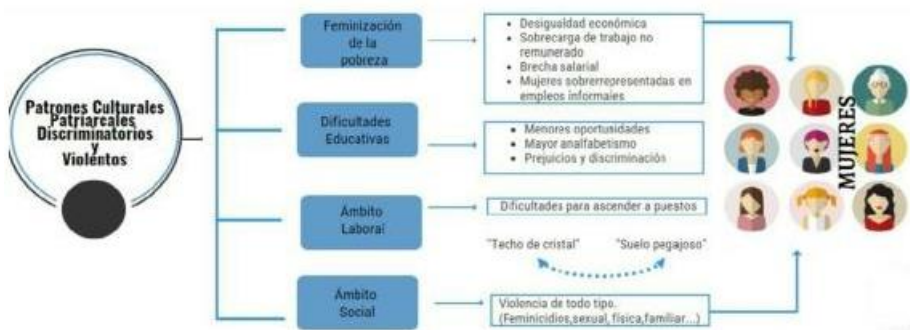 Patrones Culturales
Patriarcales
Discriminatorios
y
Violentos
Feminización
de la
pobreza
• Desigualdad económica
• Sobrecarga de trabajo no
remunerado
• Brecha salarial
• Mujeres sobrerrepresentadas en
empleos informales
Dificultades
Educativas
• Menores oportunidades
• Mayor analfabetismo
• Prejuicios y discriminación
Ámbito
Laboral
Dificultades para ascender a puestos
"Techo de cristal" "Suelo pegajoso"
Ámbito
Social
Violencia de todo tipo.
(Feminicidios,sexual, física,familiar...)
MUJERES